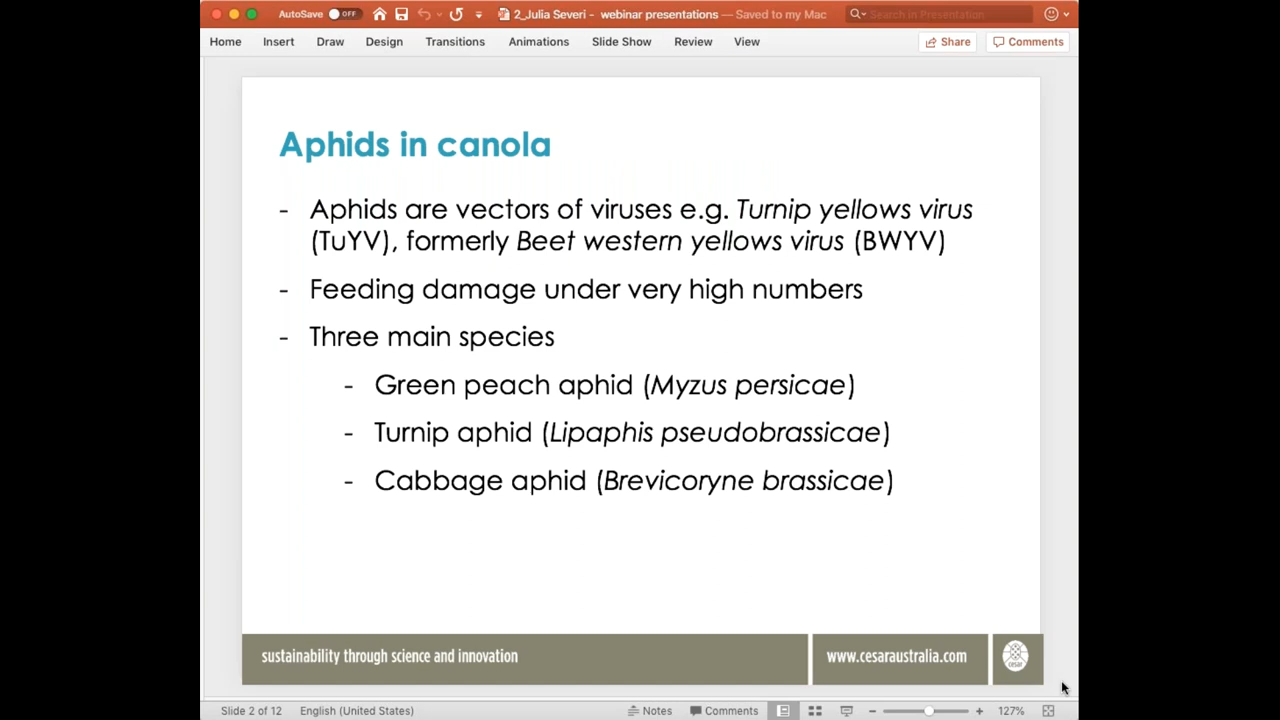 AutoSave OFF 2_Julia Severi - webinar presentations — Saved to my Mac Search in Presentation
Home Insert Draw Design Transitions Animations Slide Show Review View Share Comments
Aphids in canola
- Aphids are vectors of viruses e.g. Turnip yellows virus
(TuYV), formerly Beet western yellows virus (BWYV)
- Feeding damage under very high numbers
- Three main species
- Green peach aphid (Myzus persicae)
- Turnip aphid (Lipaphis pseudobrassicae)
- Cabbage aphid (Brevicoryne brassicae)
sustainability through science and innovation www.cesaraustralia.com cesar
Slide 2 of 12 English (United States) Notes Comments 127%